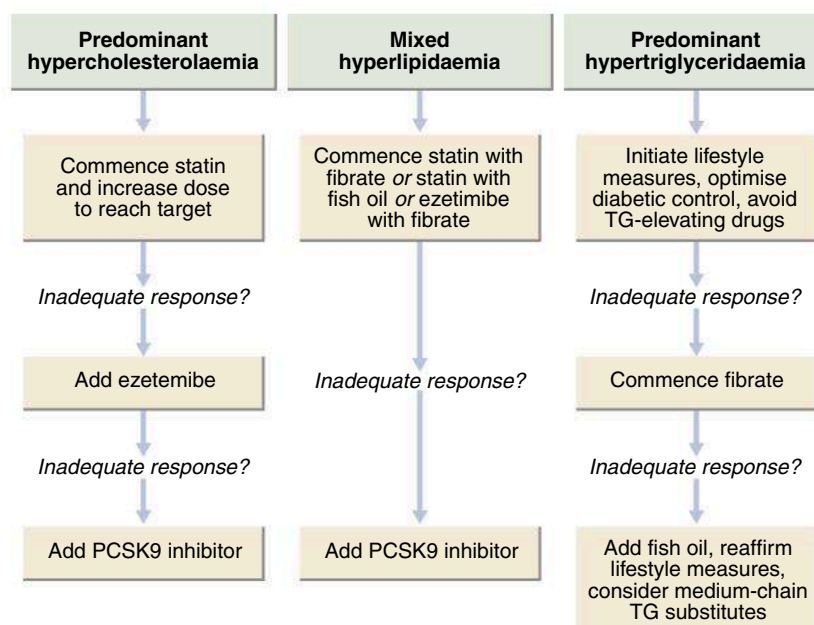 Predominant
hypercholesterolaemia
Commence statin
and increase dose
to reach target
Inadequate response?
Add ezetemibe
Inadequate response?
Add PCSK9 inhibitor
Mixed
hyperlipidaemia
Commence statin with
fibrate or statin with
fish oil or ezetimibe
with fibrate
Inadequate response?
Add PCSK9 inhibitor
Predominant
hypertriglyceridaemia
Initiate lifestyle
measures, optimise
diabetic control, avoid
TG-elevating drugs
Inadequate response?
Commence fibrate
Inadequate response?
Add fish oil, reaffirm
lifestyle measures,
consider medium-chain
TG substitutes